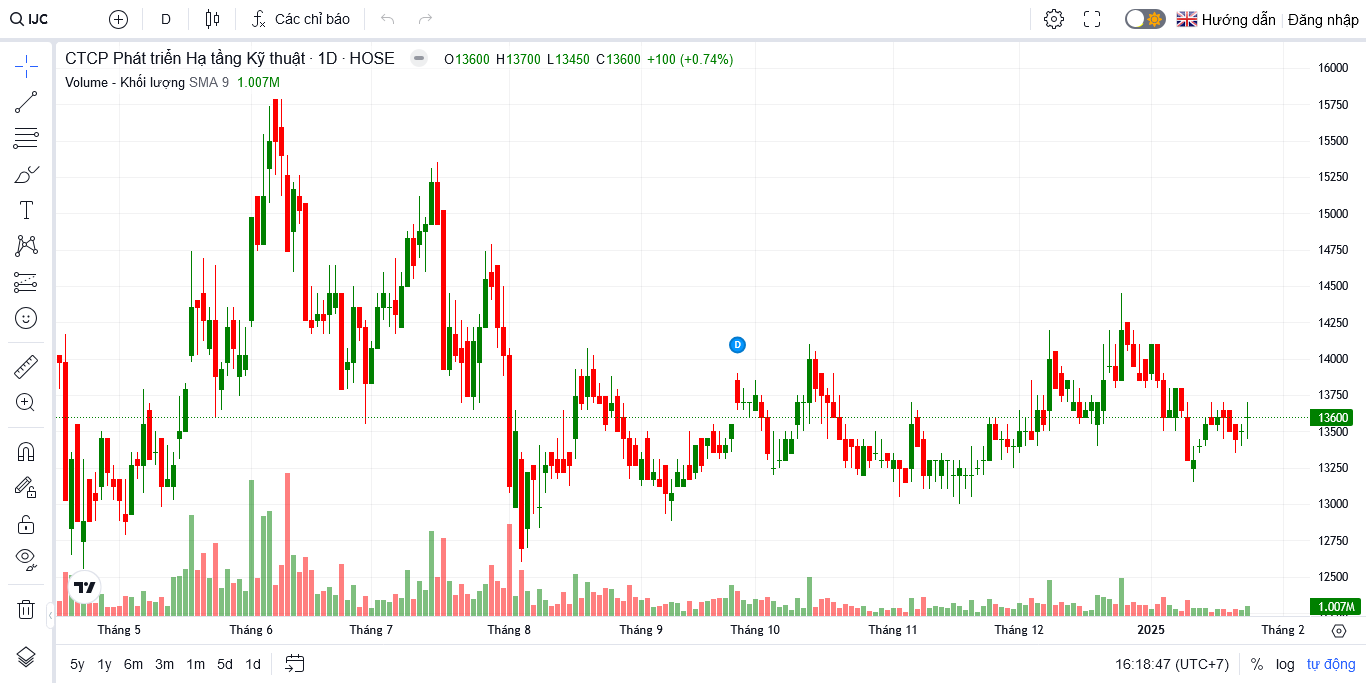 IJC D Các chỉ báo Hướng dẫn Đăng nhập
CTCP Phát triển Hạ tầng Kỹ thuật · 1D · HOSE O13600 H13700 L13450 C13600 +100 (+0.74%)
Volume - Khối lượng SMA 9 1.007M
16000
15750
15500
15250
15000
14750
14500
14250
D
14000
13750
13600
13500
13250
13000
12750
12500
1.007M
Tháng 5 Tháng 6 Tháng 7 Tháng 8 Tháng 9 Tháng 10 Tháng 11 Tháng 12 2025 Tháng 2
5y 1y 6m 3m 1m 5d 1d 16:18:47 (UTC+7) % log tự động